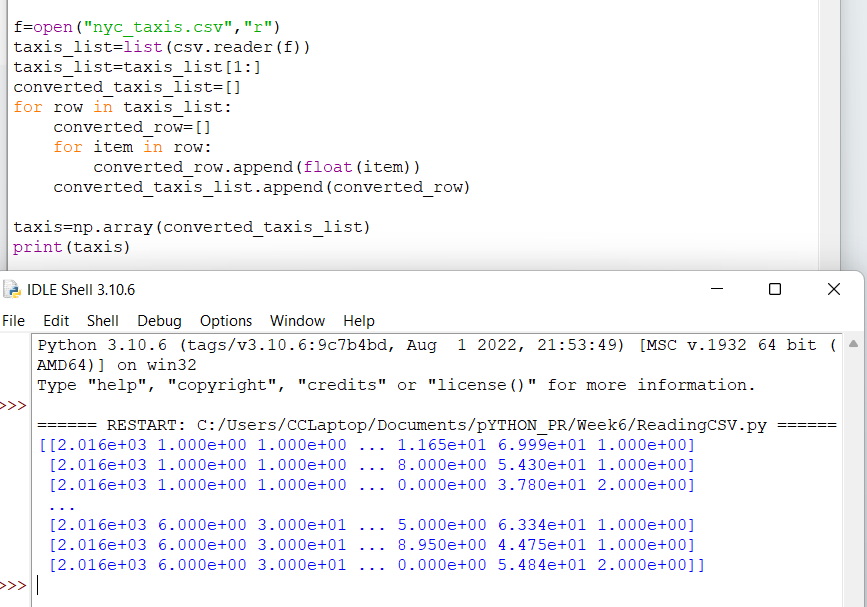 f=open("nyc_taxis.csv","r")
taxis_list=list(csv.reader(f))
taxis_list=taxis_list[1:]
converted_taxis_list=[]
for row in taxis_list:
    converted_row=[]
    for item in row:
        converted_row.append(float(item))
    converted_taxis_list.append(converted_row)

taxis=np.array(converted_taxis_list)
print(taxis)
IDLE Shell 3.10.6
File Edit Shell Debug Options Window Help
Python 3.10.6 (tags/v3.10.6:9c7b4bd, Aug  1 2022, 21:53:49) [MSC v.1932 64 bit (
AMD64)] on win32
Type "help", "copyright", "credits" or "license()" for more information.
>>>
====== RESTART: C:/Users/CCLaptop/Documents/pYTHON_PR/Week6/ReadingCSV.py ======
[[2.016e+03 1.000e+00 1.000e+00 ... 1.165e+01 6.999e+01 1.000e+00]
 [2.016e+03 1.000e+00 1.000e+00 ... 8.000e+00 5.430e+01 1.000e+00]
 [2.016e+03 1.000e+00 1.000e+00 ... 0.000e+00 3.780e+01 2.000e+00]
 ...
 [2.016e+03 6.000e+00 3.000e+01 ... 5.000e+00 6.334e+01 1.000e+00]
 [2.016e+03 6.000e+00 3.000e+01 ... 8.950e+00 4.475e+01 1.000e+00]
 [2.016e+03 6.000e+00 3.000e+01 ... 0.000e+00 5.484e+01 2.000e+00]]
>>>